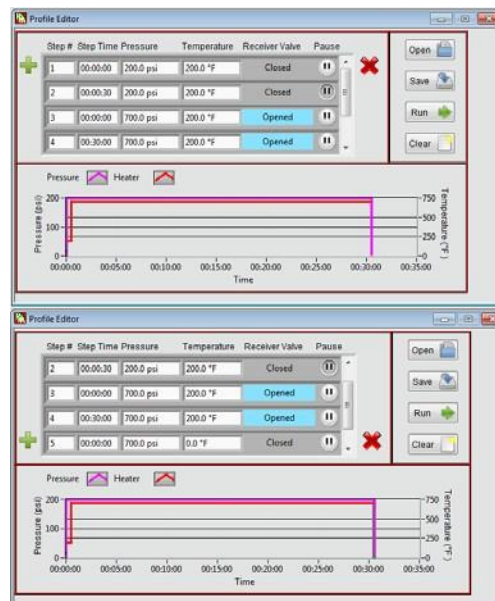 Profile Editor
Step # Step Time Pressure Temperature Receiver Valve Pause
1 00:00:00 200.0 psi 200.0 °F Closed
2 00:00:30 200.0 psi 200.0 °F Closed
3 00:00:00 700.0 psi 200.0 °F Opened
4 00:30:00 700.0 psi 200.0 °F Opened
Open
Save
Run
Clear
Pressure Heater
Pressure (psi)
200
100
0
750
500
250
0
Temperature (°F)
00:00:00 00:05:00 00:10:00 00:15:00 00:20:00 00:25:00 00:30:00 00:35:00
Time
Profile Editor
Step # Step Time Pressure Temperature Receiver Valve Pause
2 00:00:30 200.0 psi 200.0 °F Closed
3 00:00:00 700.0 psi 200.0 °F Opened
4 00:30:00 700.0 psi 200.0 °F Opened
5 00:00:00 700.0 psi 0.0 °F Closed
Open
Save
Run
Clear
Pressure Heater
Pressure (psi)
200
100
0
750
500
250
0
Temperature (°F)
00:00:00 00:05:00 00:10:00 00:15:00 00:20:00 00:25:00 00:30:00 00:35:00
Time